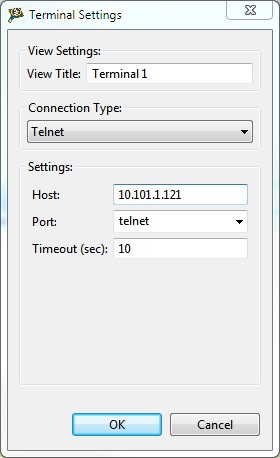 Terminal Settings
View Settings:
View Title: Terminal 1
Connection Type:
Telnet
Settings:
Host: 10.101.1.121
Port: telnet
Timeout (sec): 10
OK Cancel